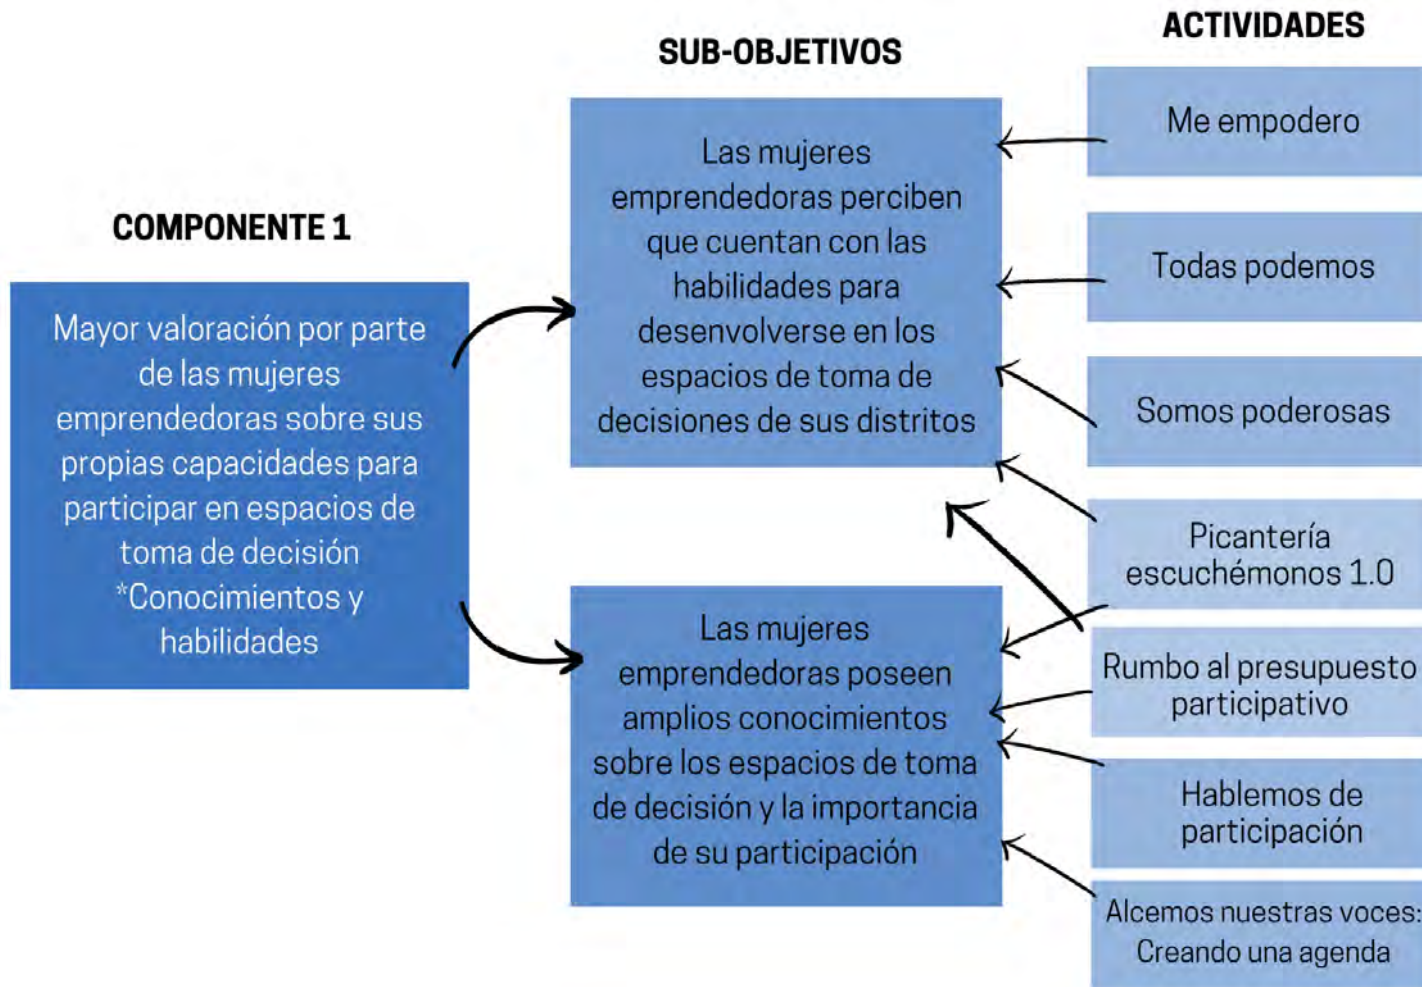 COMPONENTE 1
Mayor valoración por parte
de las mujeres
emprendedoras sobre sus
propias capacidades para
participar en espacios de
toma de decisión
*Conocimientos y
habilidades
SUB-OBJETIVOS
Las mujeres
emprendedoras perciben
que cuentan con las
habilidades para
desenvolverse en los
espacios de toma de
decisiones de sus distritos
Las mujeres
emprendedoras poseen
amplios conocimientos
sobre los espacios de toma
de decisión y la importancia
de su participación
ACTIVIDADES
Me empodero
Todas podemos
Somos poderosas
Picantería
escuchémonos 1.0
Rumbo al presupuesto
participativo
Hablemos de
participación
Alcemos nuestras voces:
Creando una agenda